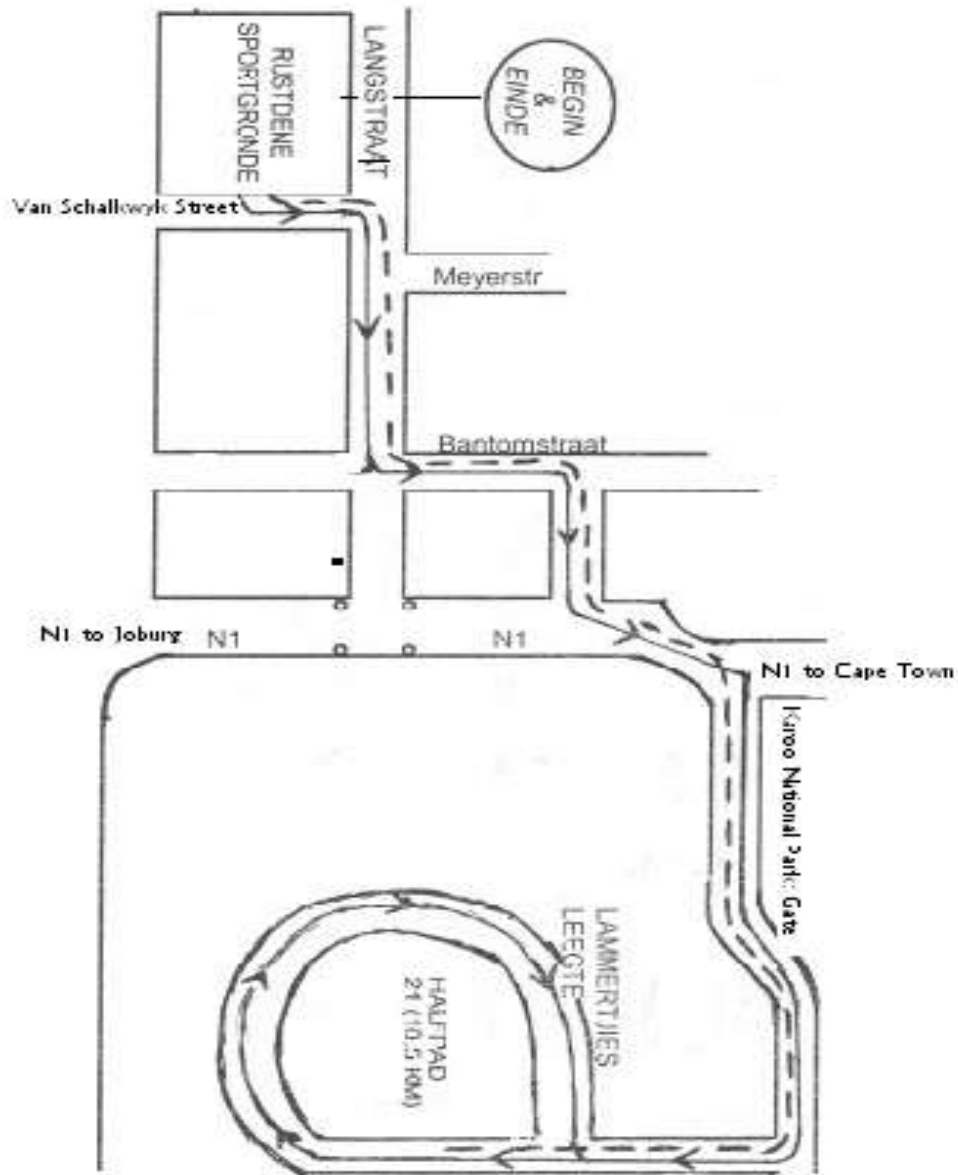 RUSTDENE
SPORTGRONDE
LANGSTRAAT
BEGIN
&
EINDE
Van Schalkwyk Street
Meyerstr
Bantomstraat
N1 to Joburg
N1
N1
N1 to Cape Town
Karoo National Park: Gate
LAMMERTJIES
LEEGTE
HALFPAD
21 (10.5 KM)